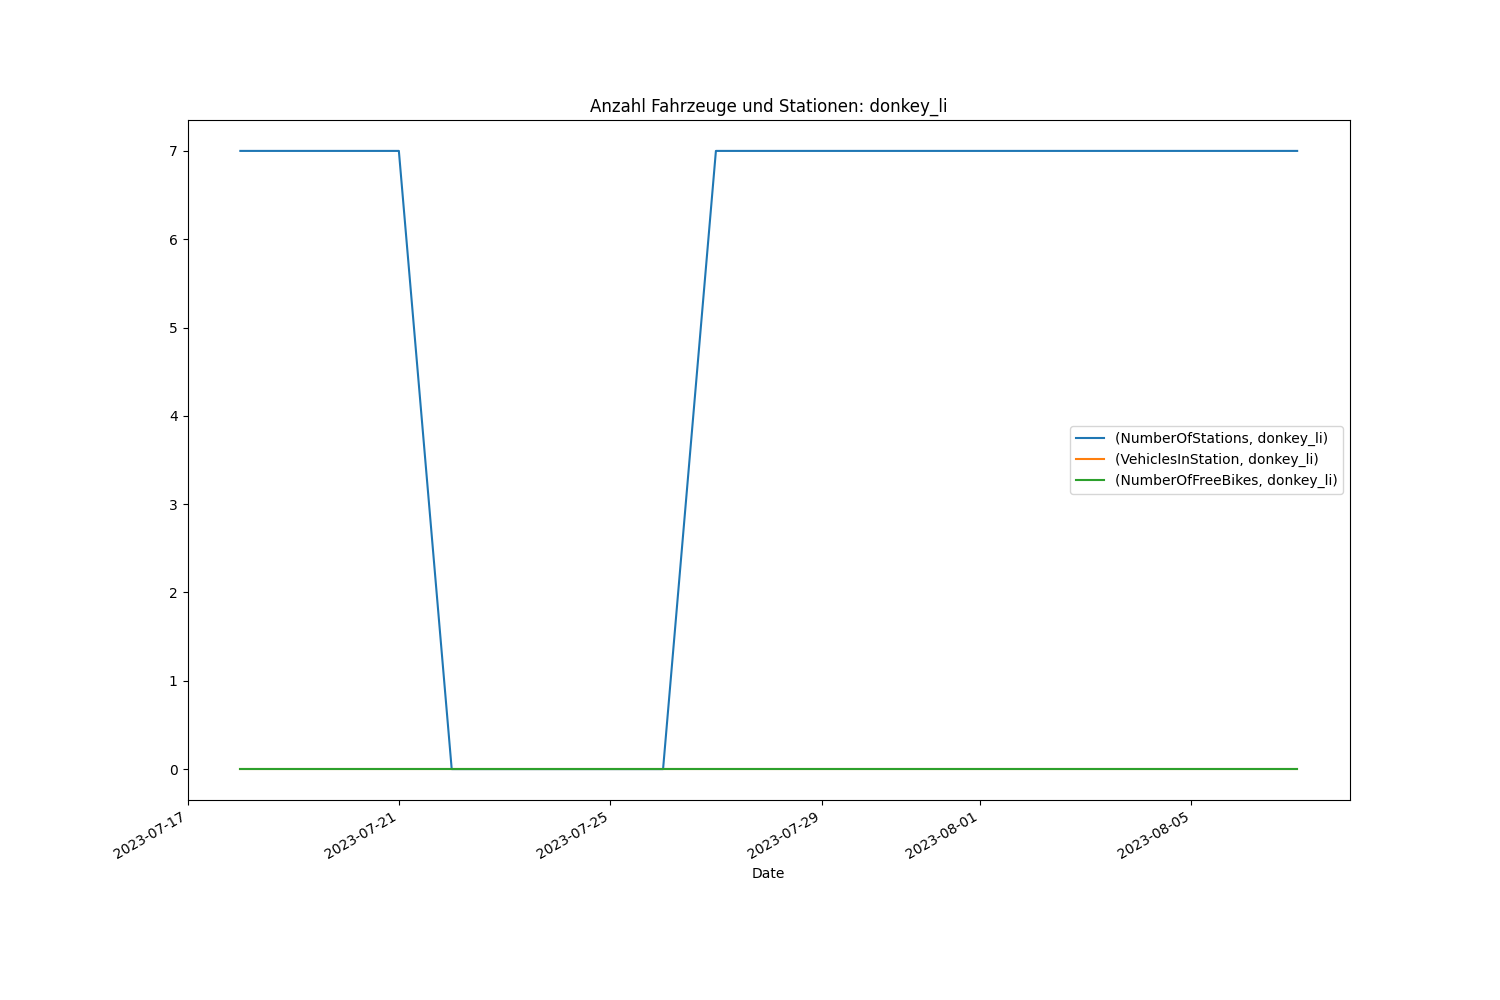 Anzahl Fahrzeuge und Stationen: donkey_li
7
6
5
4
3
2
1
0
(NumberOfStations, donkey_li)
(VehiclesInStation, donkey_li)
(NumberOfFreeBikes, donkey_li)
2023-07-17
2023-07-21
2023-07-25
2023-07-29
2023-08-01
2023-08-05
Date